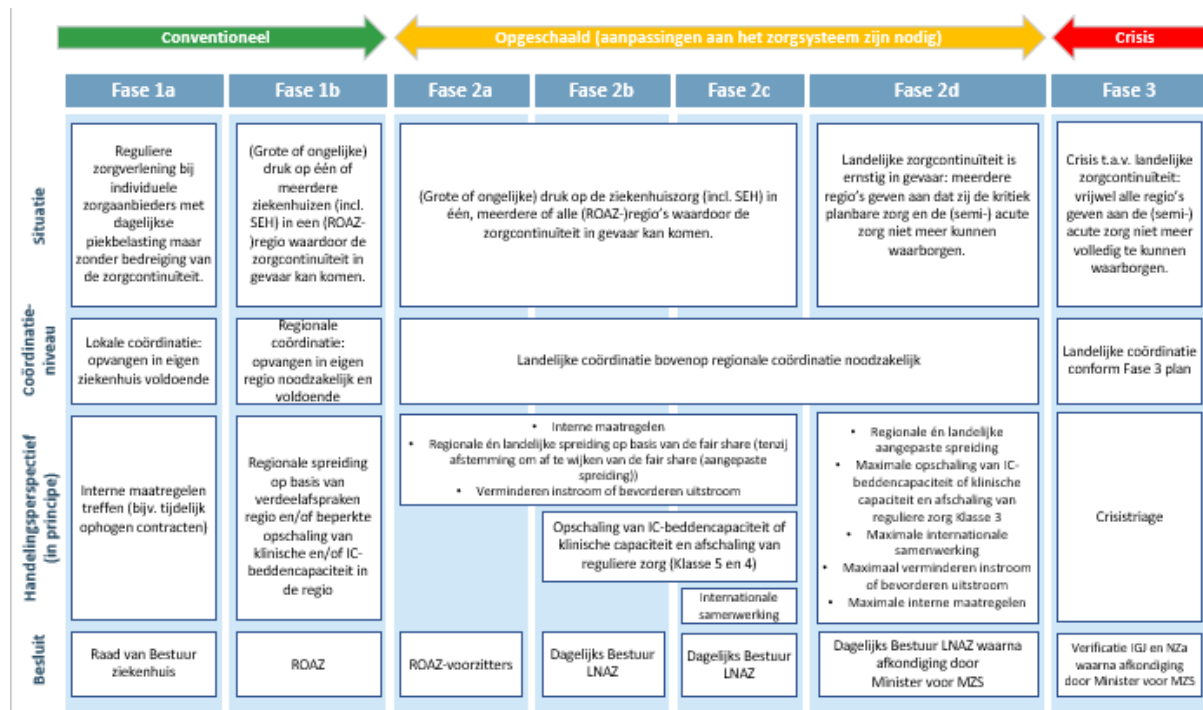 Conventioneel
Opgeschaald (aanpassingen aan het zorgsysteem zijn nodig)
Crisis
Fase 1a
Fase 1b
Fase 2a
Fase 2b
Fase 2c
Fase 2d
Fase 3
Situatie
Reguliere
zorgverlening bij
individuele
zorgaanbieders met
dagelijkse
piekbelasting maar
zonder bedreiging van
de zorgcontinuïteit.
(Grote of ongelijke)
druk op één of
meerdere
ziekenhuizen (incl.
SEH) in een (ROAZ-
)regio waardoor de
zorgcontinuïteit in
gevaar kan komen.
(Grote of ongelijke) druk op de ziekenhuiszorg (incl. SEH) in
één, meerdere of alle (ROAZ-)regio's waardoor de
zorgcontinuïteit in gevaar kan komen.
Landelijke zorgcontinuïteit is
ernstig in gevaar: meerdere
regio's geven aan dat zij de kritiek
planbare zorg en de (semi-) acute
zorg niet meer kunnen
waarborgen.
Crisis t.a.v. landelijke
zorgcontinuïteit:
vrijwel alle regio's
geven aan de (semi-)
acute zorg niet meer
volledig te kunnen
waarborgen.
Coördinatie-
niveau
Lokale coördinatie:
opvangen in eigen
ziekenhuis voldoende
Regionale
coördinatie:
opvangen in eigen
regio noodzakelijk en
voldoende
Landelijke coördinatie bovenop regionale coördinatie noodzakelijk
Landelijke coördinatie
conform Fase 3 plan
Handelingsperspectief
(in principe)
Interne maatregelen
treffen (bijv. tijdelijk
ophogen contracten)
Regionale spreiding
op basis van
verdeelafspraken
regio en/of beperkte
opschaling van
klinische en/of IC-
beddencapaciteit in
de regio
• Interne maatregelen
• Regionale én landelijke spreiding op basis van de fair share (tenzij
afstemming om af te wijken van de fair share (aangepaste
spreiding))
• Verminderen instroom of bevorderen uitstroom
Opschaling van IC-beddencapaciteit of
klinische capaciteit en afschaling van
reguliere zorg (Klasse 5 en 4)
Internationale
samenwerking
• Regionale én landelijke
aangepaste spreiding
• Maximale opschaling van IC-
beddencapaciteit of klinische
capaciteit en afschaling van
reguliere zorg Klasse 3
• Maximale internationale
samenwerking
• Maximaal verminderen instroom
of bevorderen uitstroom
• Maximale interne maatregelen
Crisistriage
Besluit
Raad van Bestuur
ziekenhuis
ROAZ
ROAZ-voorzitters
Dagelijks Bestuur
LNAZ
Dagelijks Bestuur
LNAZ
Dagelijks Bestuur LNAZ waarna
afkondiging door
Minister voor MZS
Verificatie IGJ en NZa
waarna afkondiging
door Minister voor MZS